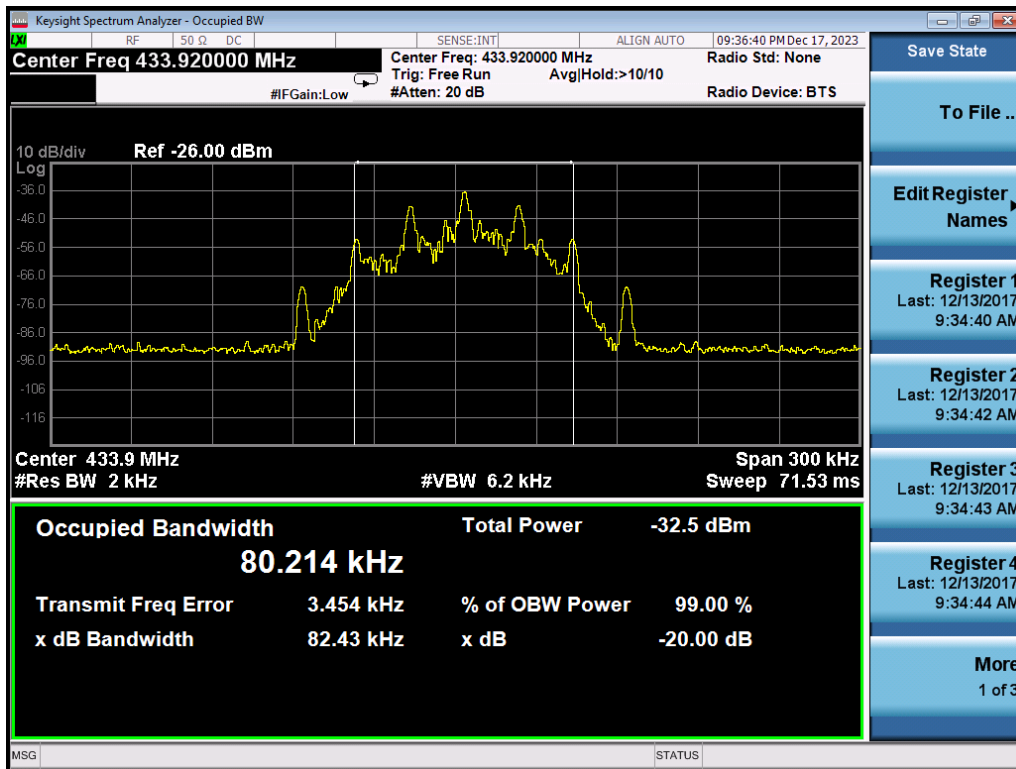 Keysight Spectrum Analyzer - Occupied BW
LXI RF 50 Ω DC SENSE:INT ALIGN AUTO 09:36:40 PM Dec 17, 2023
Center Freq 433.920000 MHz
Center Freq: 433.920000 MHz Radio Std: None
Trig: Free Run Avg|Hold:>10/10
#IFGain:Low #Atten: 20 dB Radio Device: BTS
10 dB/div Ref -26.00 dBm
Log
-36.0
-46.0
-56.0
-66.0
-76.0
-86.0
-96.0
-106
-116
Center 433.9 MHz Span 300 kHz
#Res BW 2 kHz #VBW 6.2 kHz Sweep 71.53 ms
Occupied Bandwidth Total Power -32.5 dBm
80.214 kHz
Transmit Freq Error 3.454 kHz % of OBW Power 99.00 %
x dB Bandwidth 82.43 kHz x dB -20.00 dB
MSG STATUS
Save State
To File ..
Edit Register
Names
Register 1
Last: 12/13/2017
9:34:40 AM
Register 2
Last: 12/13/2017
9:34:42 AM
Register 3
Last: 12/13/2017
9:34:43 AM
Register 4
Last: 12/13/2017
9:34:44 AM
More
1 of 3